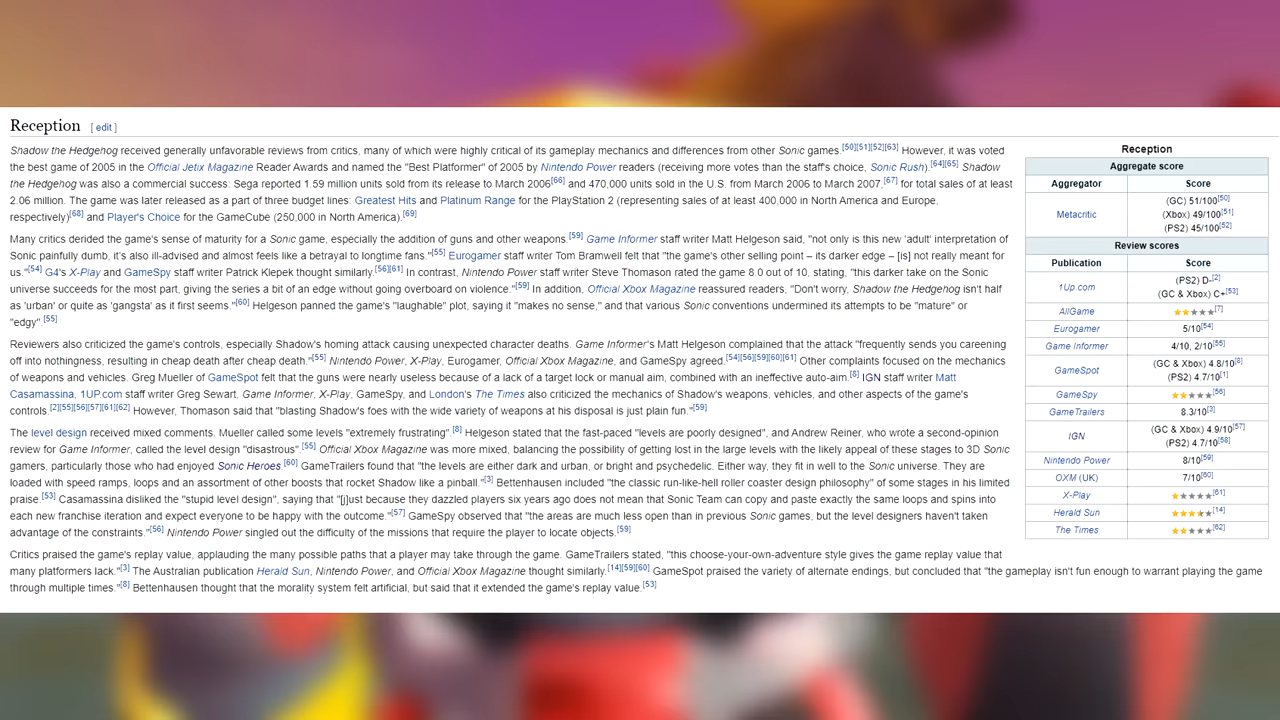 Reception [ edit ]
Shadow the Hedgehog received generally unfavorable reviews from critics, many of which were highly critical of its gameplay mechanics and differences from other Sonic games.[50][51][52][63] However, it was voted
the best game of 2005 in the Official Jetix Magazine Reader Awards and named the "Best Platformer" of 2005 by Nintendo Power readers (receiving more votes than the staff's choice, Sonic Rush).[64][65] Shadow
the Hedgehog was also a commercial success: Sega reported 1.59 million units sold from its release to March 2006[66] and 470,000 units sold in the U.S. from March 2006 to March 2007,[67] for total sales of at least
2.06 million. The game was later released as a part of three budget lines: Greatest Hits and Platinum Range for the PlayStation 2 (representing sales of at least 400,000 in North America and Europe,
respectively)[68] and Player's Choice for the GameCube (250,000 in North America).[69]
Many critics derided the game's sense of maturity for a Sonic game, especially the addition of guns and other weapons.[59] Game Informer staff writer Matt Helgeson said, "not only is this new 'adult' interpretation of
Sonic painfully dumb, it's also ill-advised and almost feels like a betrayal to longtime fans."[55] Eurogamer staff writer Tom Bramwell felt that "the game's other selling point – its darker edge – [is] not really meant for
us."[54] G4's X-Play and GameSpy staff writer Patrick Klepek thought similarly.[56][61] In contrast, Nintendo Power staff writer Steve Thomason rated the game 8.0 out of 10, stating, "this darker take on the Sonic
universe succeeds for the most part, giving the series a bit of an edge without going overboard on violence."[59] In addition, Official Xbox Magazine reassured readers, "Don't worry, Shadow the Hedgehog isn't half
as 'urban' or quite as 'gangsta' as it first seems."[60] Helgeson panned the game's "laughable" plot, saying it "makes no sense," and that various Sonic conventions undermined its attempts to be "mature" or
"edgy".[55]
Reviewers also criticized the game's controls, especially Shadow's homing attack causing unexpected character deaths. Game Informer's Matt Helgeson complained that the attack "frequently sends you careening
off into nothingness, resulting in cheap death after cheap death."[55] Nintendo Power, X-Play, Eurogamer, Official Xbox Magazine, and GameSpy agreed.[54][56][59][60][61] Other complaints focused on the mechanics
of weapons and vehicles. Greg Mueller of GameSpot felt that the guns were nearly useless because of a lack of a target lock or manual aim, combined with an ineffective auto-aim.[8] IGN staff writer Matt
Casamassina, 1UP.com staff writer Greg Sewart, Game Informer, X-Play, GameSpy, and London's The Times also criticized the mechanics of Shadow's weapons, vehicles, and other aspects of the game's
controls.[2][55][56][57][61][62] However, Thomason said that "blasting Shadow's foes with the wide variety of weapons at his disposal is just plain fun."[59]
The level design received mixed comments. Mueller called some levels "extremely frustrating".[8] Helgeson stated that the fast-paced "levels are poorly designed", and Andrew Reiner, who wrote a second-opinion
review for Game Informer, called the level design "disastrous".[55] Official Xbox Magazine was more mixed, balancing the possibility of getting lost in the large levels with the likely appeal of these stages to 3D Sonic
gamers, particularly those who had enjoyed Sonic Heroes.[60] GameTrailers found that "the levels are either dark and urban, or bright and psychedelic. Either way, they fit in well to the Sonic universe. They are
loaded with speed ramps, loops and an assortment of other boosts that rocket Shadow like a pinball."[3] Bettenhausen included "the classic run-like-hell roller coaster design philosophy" of some stages in his limited
praise.[53] Casamassina disliked the "stupid level design", saying that "[j]ust because they dazzled players six years ago does not mean that Sonic Team can copy and paste exactly the same loops and spins into
each new franchise iteration and expect everyone to be happy with the outcome."[57] GameSpy observed that "the areas are much less open than in previous Sonic games, but the level designers haven't taken
advantage of the constraints."[56] Nintendo Power singled out the difficulty of the missions that require the player to locate objects.[59]
Critics praised the game's replay value, applauding the many possible paths that a player may take through the game. GameTrailers stated, "this choose-your-own-adventure style gives the game replay value that
many platformers lack."[3] The Australian publication Herald Sun, Nintendo Power, and Official Xbox Magazine thought similarly.[14][59][60] GameSpot praised the variety of alternate endings, but concluded that "the gameplay isn't fun enough to warrant playing the game
through multiple times."[8] Bettenhausen thought that the morality system felt artificial, but said that it extended the game's replay value.[53]
Reception
Aggregate score
Aggregator Score
Metacritic (GC) 51/100[50]
(Xbox) 49/100[51]
(PS2) 45/100[52]
Review scores
Publication Score
1Up.com (PS2) D-[2]
(GC & Xbox) C+[53]
AllGame ★★★★★[7]
Eurogamer 5/10[54]
Game Informer 4/10, 2/10[55]
GameSpot (GC & Xbox) 4.8/10[8]
(PS2) 4.7/10[1]
GameSpy ★★★★★[56]
GameTrailers 8.3/10[3]
IGN (GC & Xbox) 4.9/10[57]
(PS2) 4.7/10[58]
Nintendo Power 8/10[59]
OXM (UK) 7/10[60]
X-Play ★★★★★[61]
Herald Sun ★★★★★[14]
The Times ★★★★★[62]